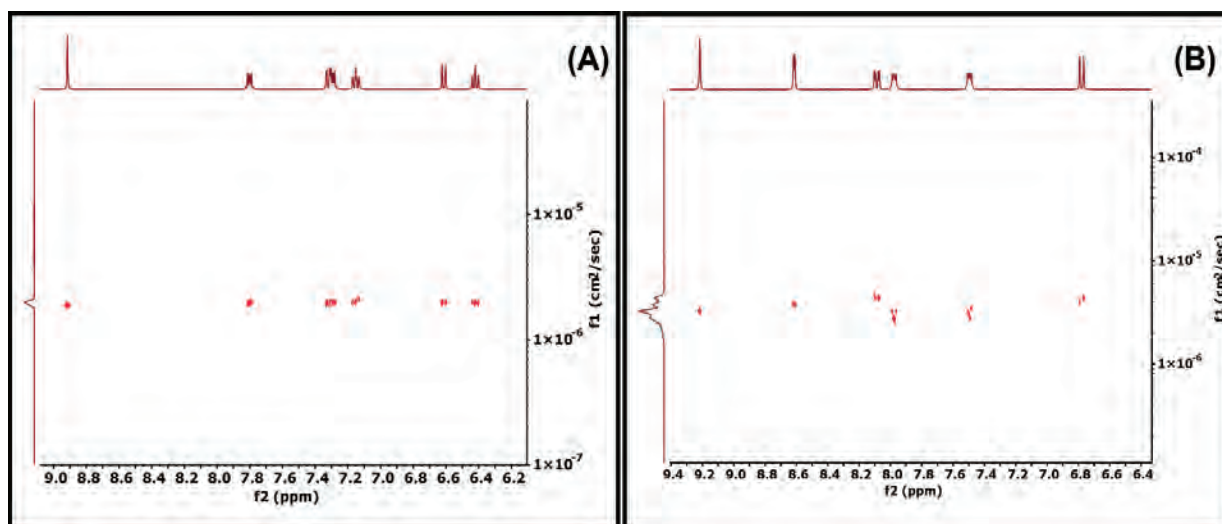 (A)
1×10⁻⁵
1×10⁻⁶
1×10⁻⁷
f1 (cm²/sec)
9.0 8.8 8.6 8.4 8.2 8.0 7.8 7.6 7.4 7.2 7.0 6.8 6.6 6.4 6.2
f2 (ppm)
(B)
1×10⁻⁴
1×10⁻⁵
1×10⁻⁶
f1 (cm²/sec)
9.4 9.2 9.0 8.8 8.6 8.4 8.2 8.0 7.8 7.6 7.4 7.2 7.0 6.8 6.6 6.4
f2 (ppm)